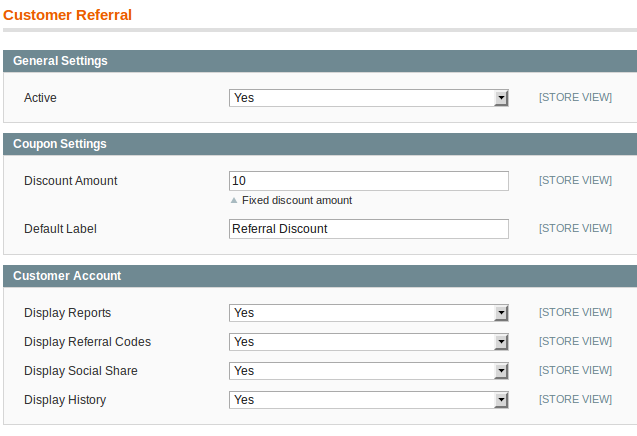 Customer Referral
General Settings
Active Yes [STORE VIEW]
Coupon Settings
Discount Amount 10 [STORE VIEW]
Fixed discount amount
Default Label Referral Discount [STORE VIEW]
Customer Account
Display Reports Yes [STORE VIEW]
Display Referral Codes Yes [STORE VIEW]
Display Social Share Yes [STORE VIEW]
Display History Yes [STORE VIEW]